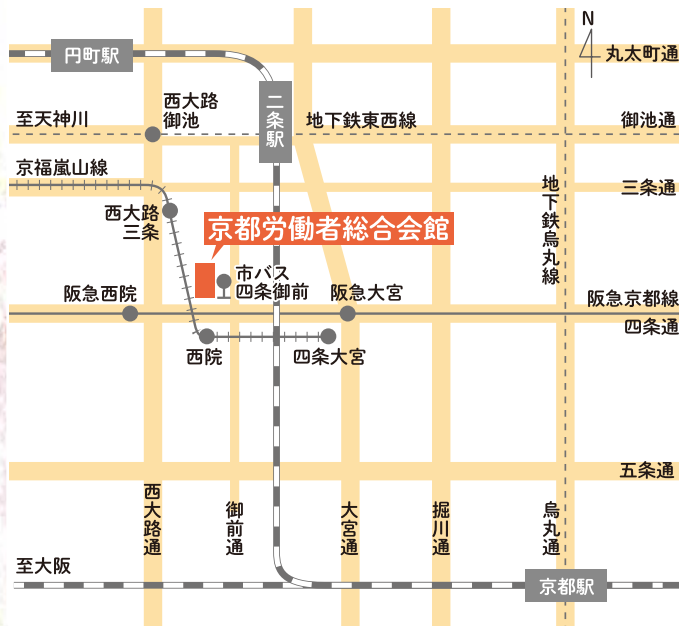 N
円町駅
丸太町通
西大路
御池
二条駅
至天神川
地下鉄東西線
御池通
京福嵐山線
地下鉄烏丸線
三条通
西大路
三条
京都労働者総合会館
市バス
四条御前
阪急西院
阪急大宮
阪急京都線
四条通
西院
四条大宮
五条通
西大路通
御前通
大宮通
堀川通
烏丸通
至大阪
京都駅